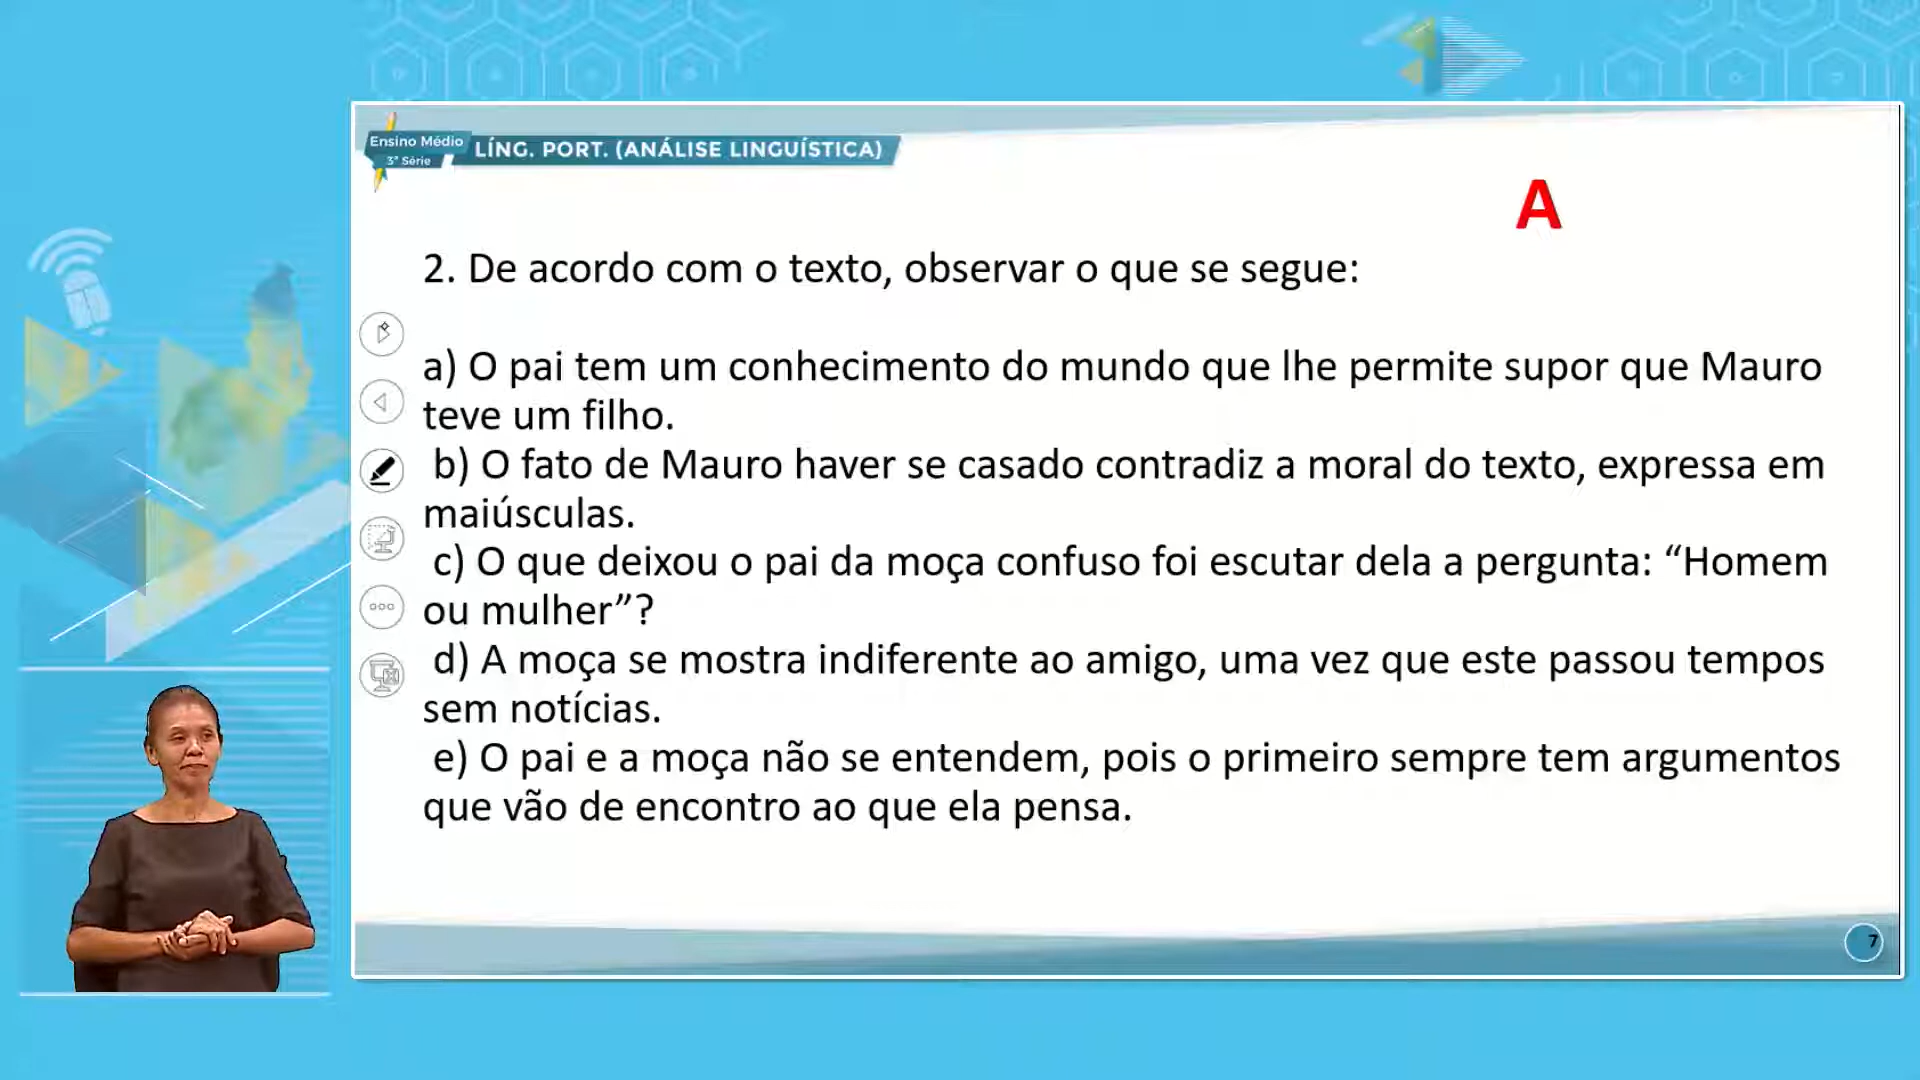 Ensino Médio
3ª Série
LÍNG. PORT. (ANÁLISE LINGUÍSTICA)
A
2. De acordo com o texto, observar o que se segue:
a) O pai tem um conhecimento do mundo que lhe permite supor que Mauro
teve um filho.
b) O fato de Mauro haver se casado contradiz a moral do texto, expressa em
maiúsculas.
c) O que deixou o pai da moça confuso foi escutar dela a pergunta: “Homem
ou mulher”?
d) A moça se mostra indiferente ao amigo, uma vez que este passou tempos
sem notícias.
e) O pai e a moça não se entendem, pois o primeiro sempre tem argumentos
que vão de encontro ao que ela pensa.
7